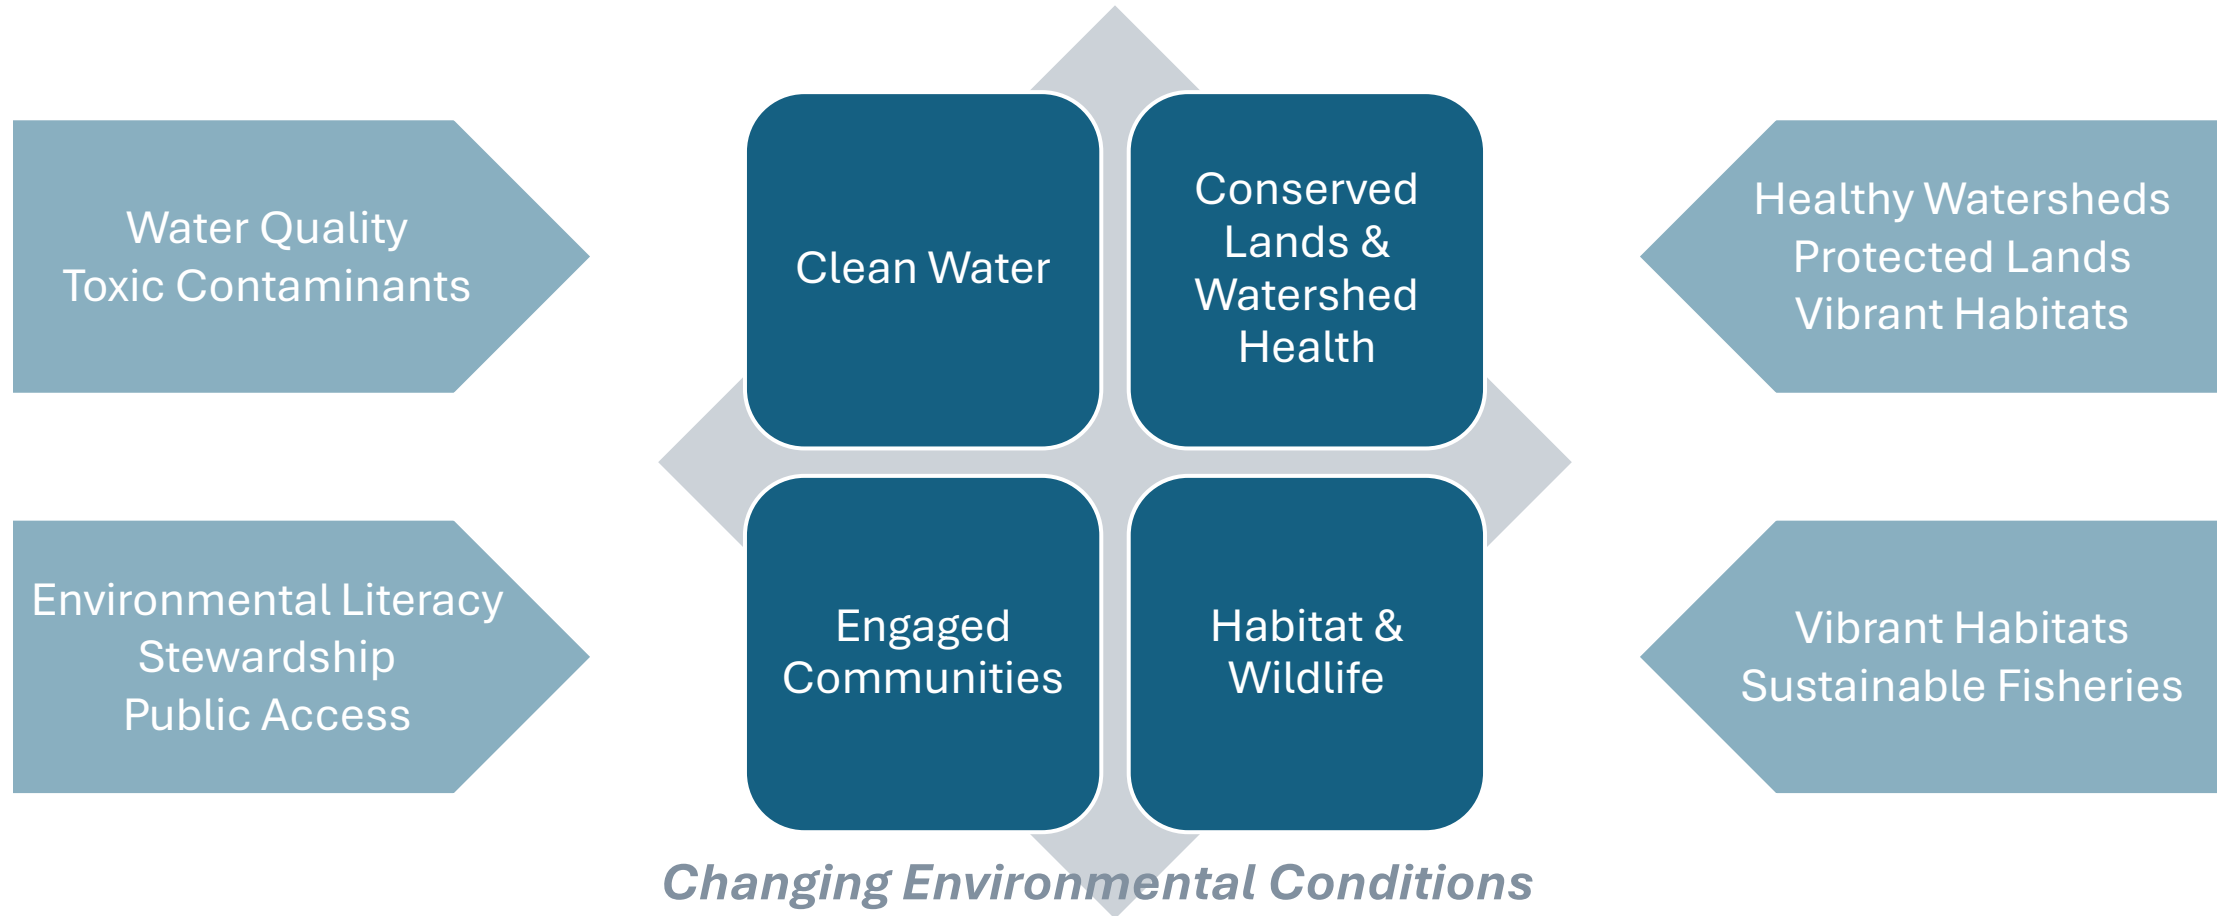 Water Quality
Toxic Contaminants
Clean Water
Conserved
Lands &
Watershed
Health
Healthy Watersheds
Protected Lands
Vibrant Habitats
Environmental Literacy
Stewardship
Public Access
Engaged
Communities
Habitat &
Wildlife
Vibrant Habitats
Sustainable Fisheries
Changing Environmental Conditions